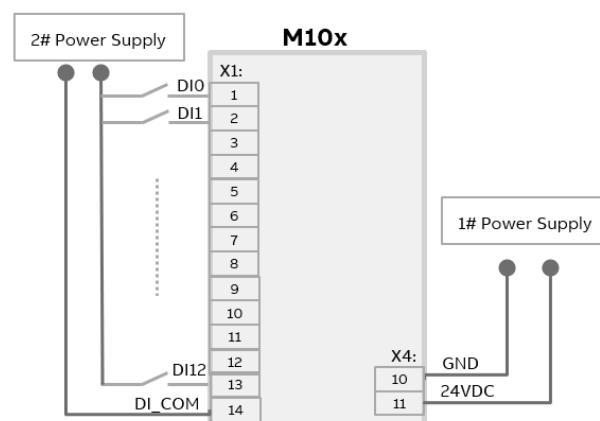 M10x
2# Power Supply
X1:
DI0
1
DI1
2
3
4
5
6
7
8
9
10
11
12
DI12
13
DI_COM
14
1# Power Supply
X4:
GND
10
24VDC
11